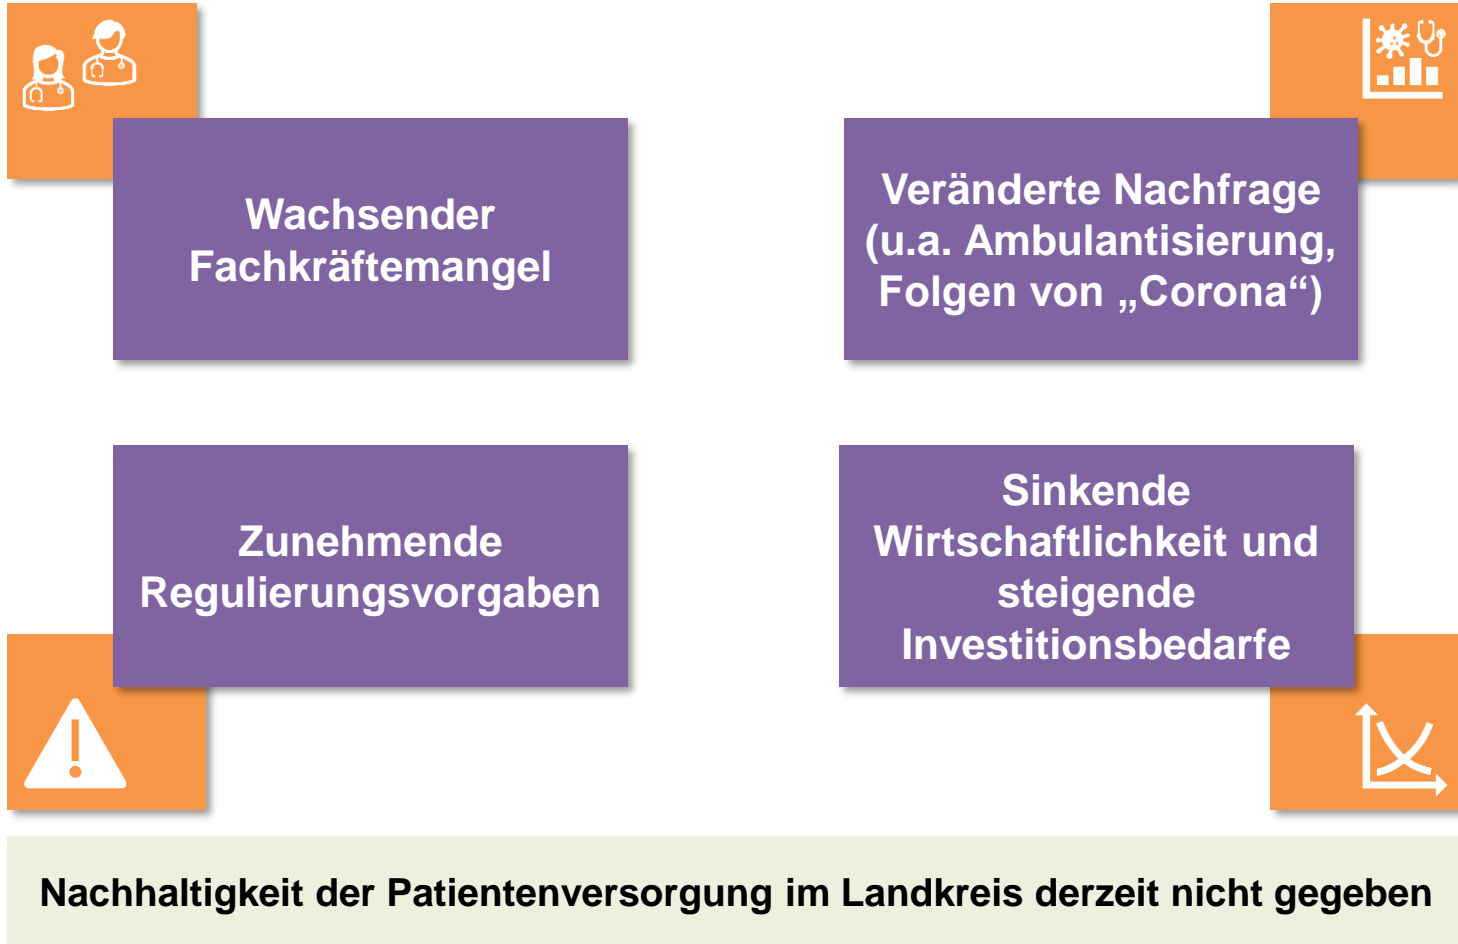 Wachsender
Fachkräftemangel
Veränderte Nachfrage
(u.a. Ambulantisierung,
Folgen von „Corona“)
Zunehmende
Regulierungsvorgaben
Sinkende
Wirtschaftlichkeit und
steigende
Investitionsbedarfe
Nachhaltigkeit der Patientenversorgung im Landkreis derzeit nicht gegeben